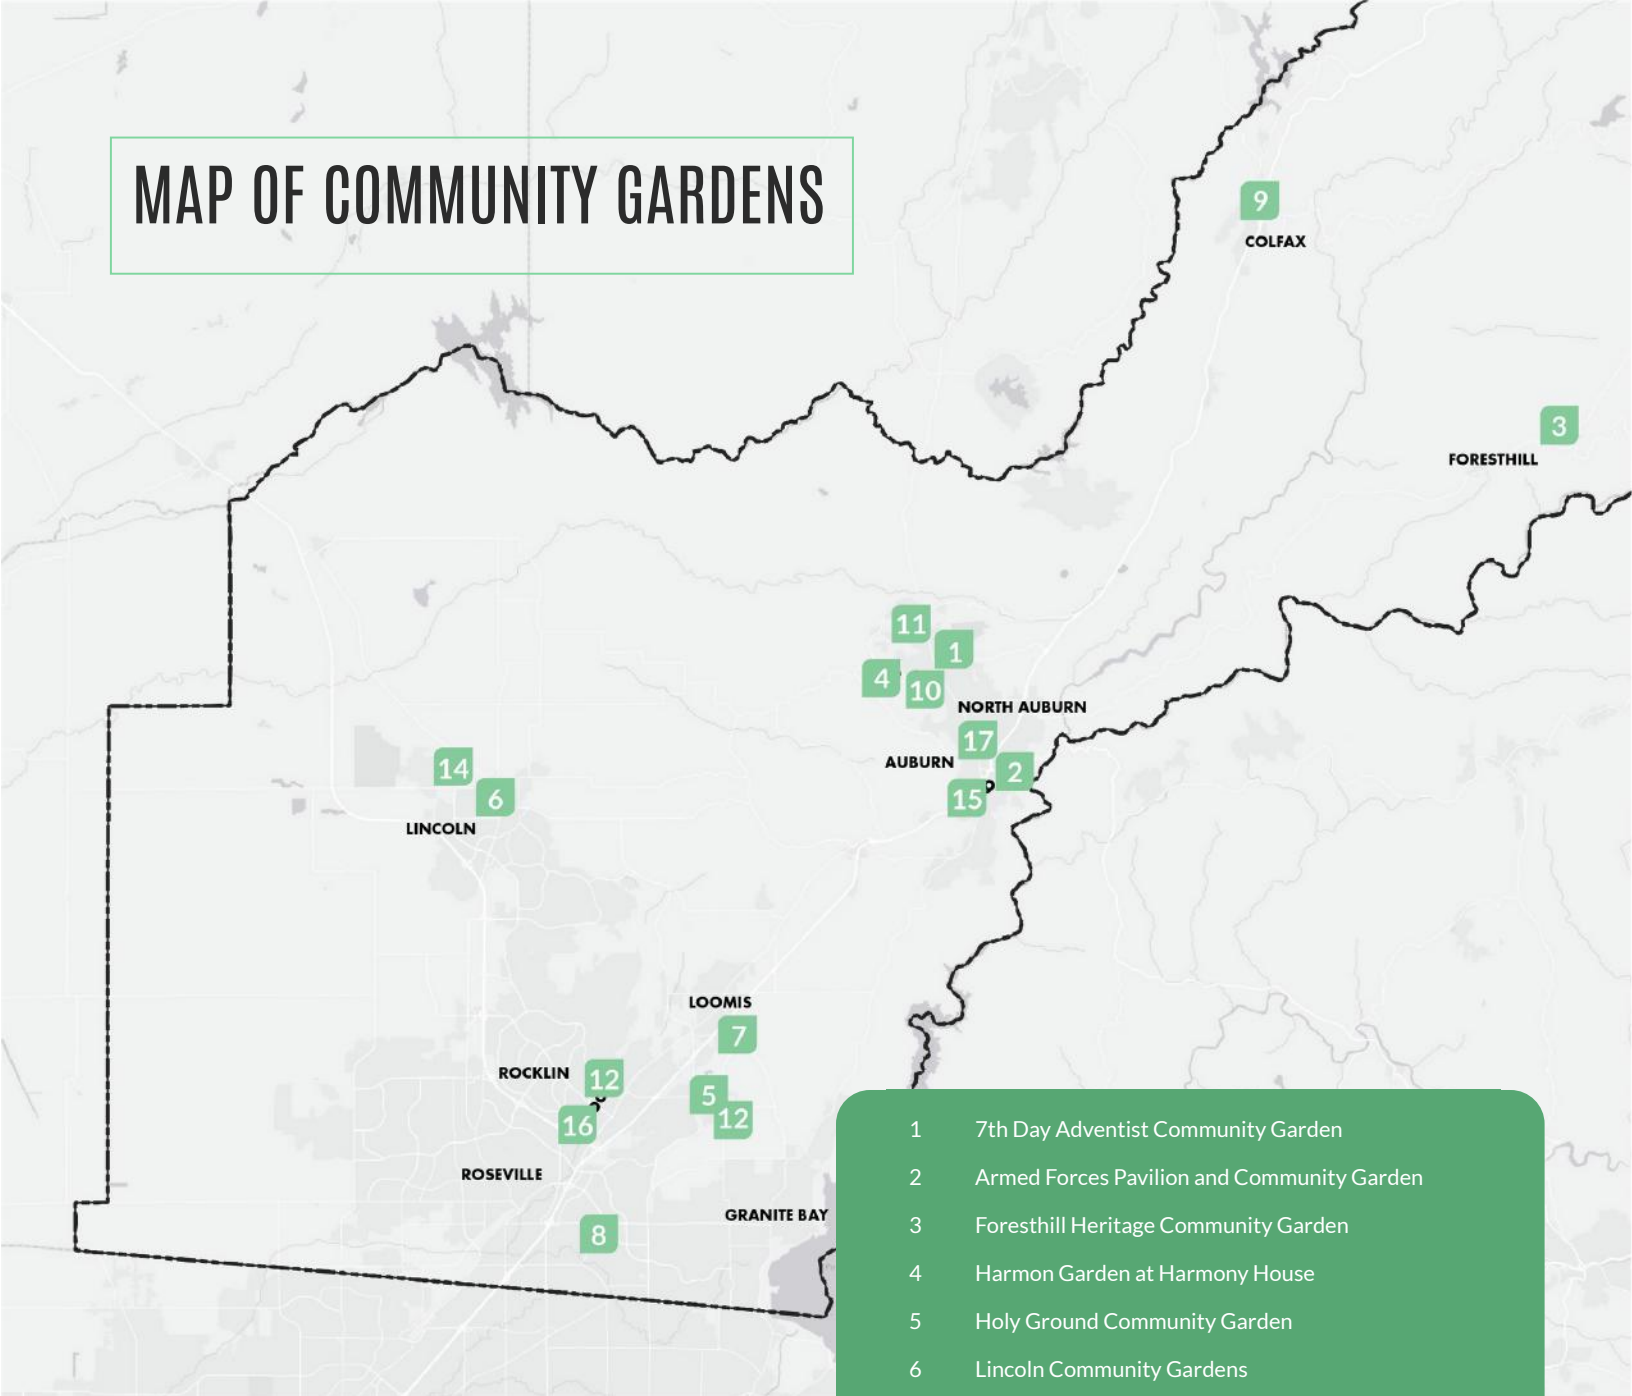 MAP OF COMMUNITY GARDENS
9
COLFAX
3
FORESTHILL
11
1
4
10
NORTH AUBURN
17
AUBURN
2
15
14
6
LINCOLN
LOOMIS
7
ROCKLIN
12
5
12
16
ROSEVILLE
GRANITE BAY
8
1 7th Day Adventist Community Garden
2 Armed Forces Pavilion and Community Garden
3 Foresthill Heritage Community Garden
4 Harmon Garden at Harmony House
5 Holy Ground Community Garden
6 Lincoln Community Gardens